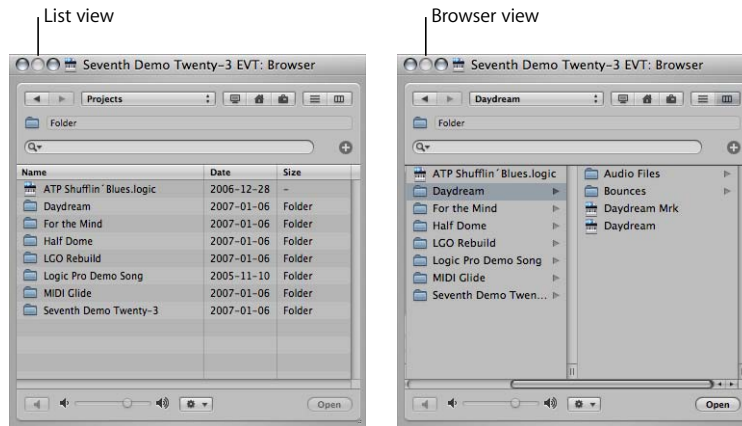 List view
Seventh Demo Twenty-3 EVT: Browser
Projects
Folder
Name Date Size
ATP Shufflin´Blues.logic 2006-12-28 –
Daydream 2007-01-06 Folder
For the Mind 2007-01-06 Folder
Half Dome 2007-01-06 Folder
LGO Rebuild 2007-01-06 Folder
Logic Pro Demo Song 2005-11-10 Folder
MIDI Glide 2007-01-06 Folder
Seventh Demo Twenty-3 2007-01-06 Folder
Open
Browser view
Seventh Demo Twenty-3 EVT: Browser
Daydream
Folder
ATP Shufflin´Blues.logic
Daydream
For the Mind
Half Dome
LGO Rebuild
Logic Pro Demo Song
MIDI Glide
Seventh Demo Twen...
Audio Files
Bounces
Daydream Mrk
Daydream
Open